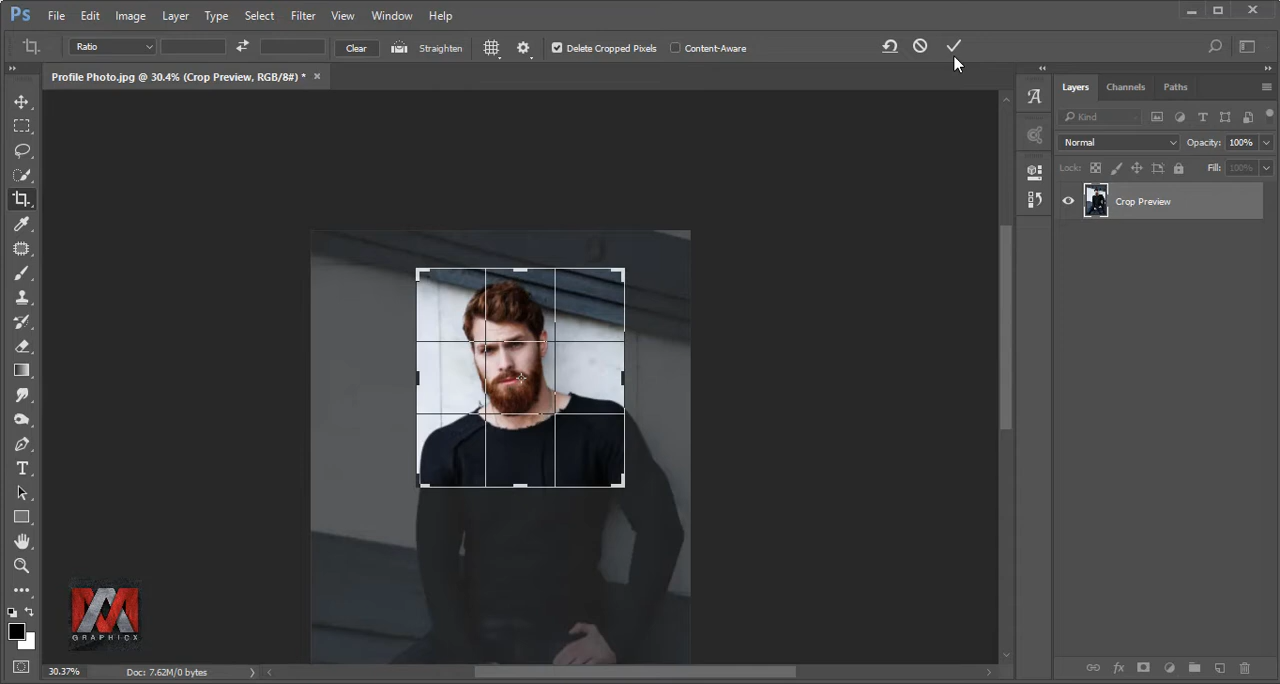 Ps File Edit Image Layer Type Select Filter View Window Help
Ratio Clear Straighten Delete Cropped Pixels Content-Aware
Profile Photo.jpg @ 30.4% (Crop Preview, RGB/8#) * ×
Layers Channels Paths
Kind
Normal Opacity: 100%
Lock: Fill: 100%
Crop Preview
GRAPHICX
30.37% Doc: 7.62M/0 bytes